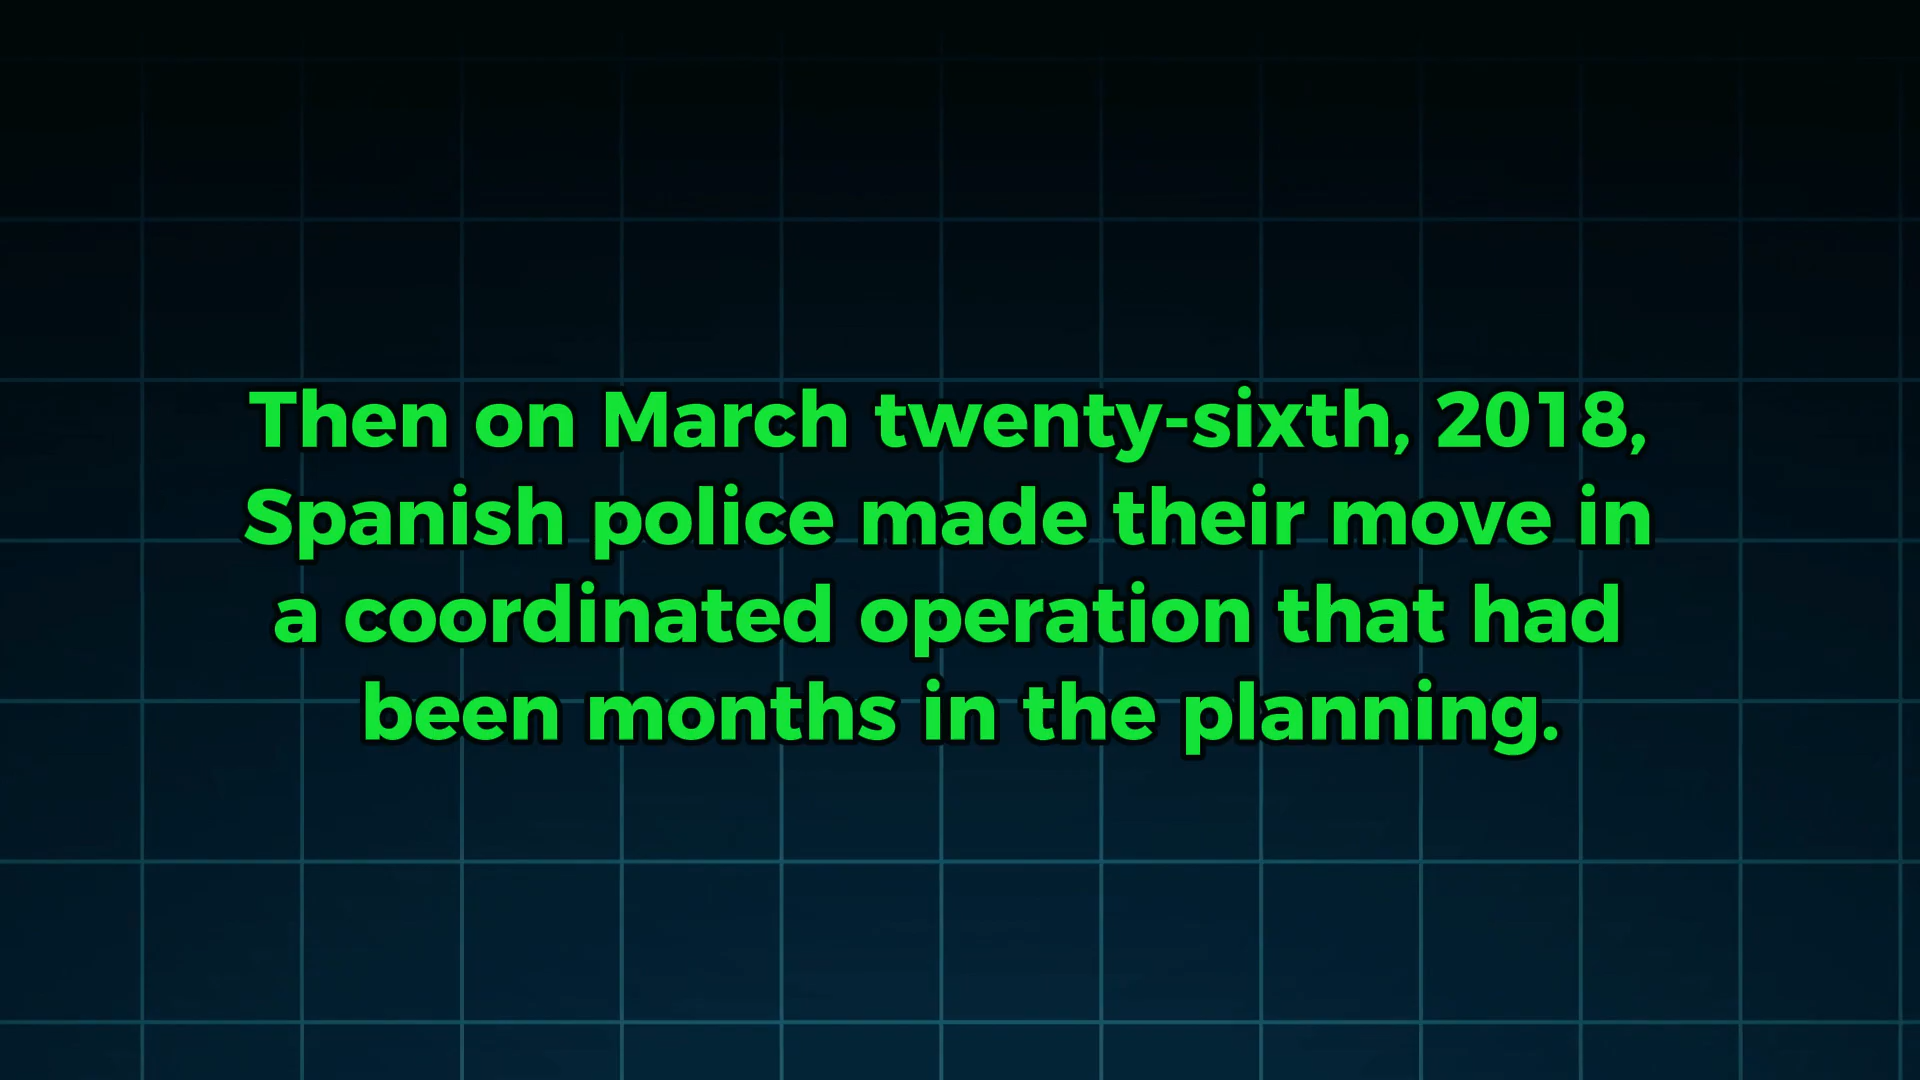 Then on March twenty-sixth, 2018,
Spanish police made their move in
a coordinated operation that had
been months in the planning.